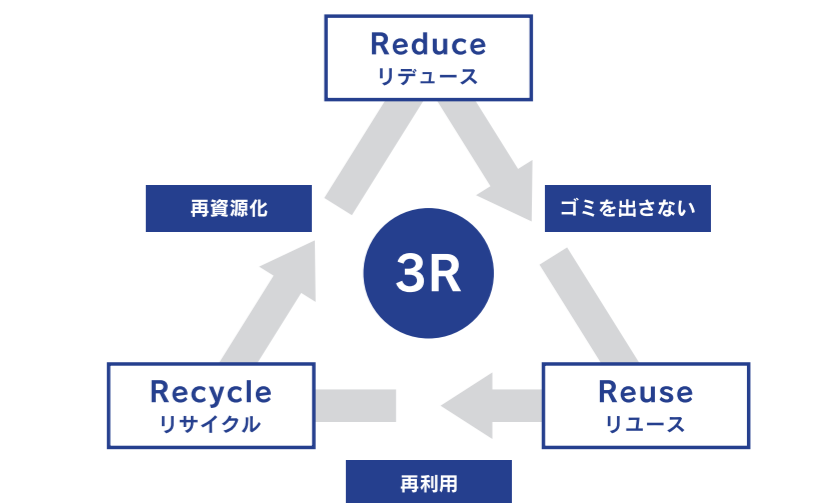 Reduce
リデュース
再資源化
ゴミを出さない
3R
Recycle
リサイクル
Reuse
リユース
再利用